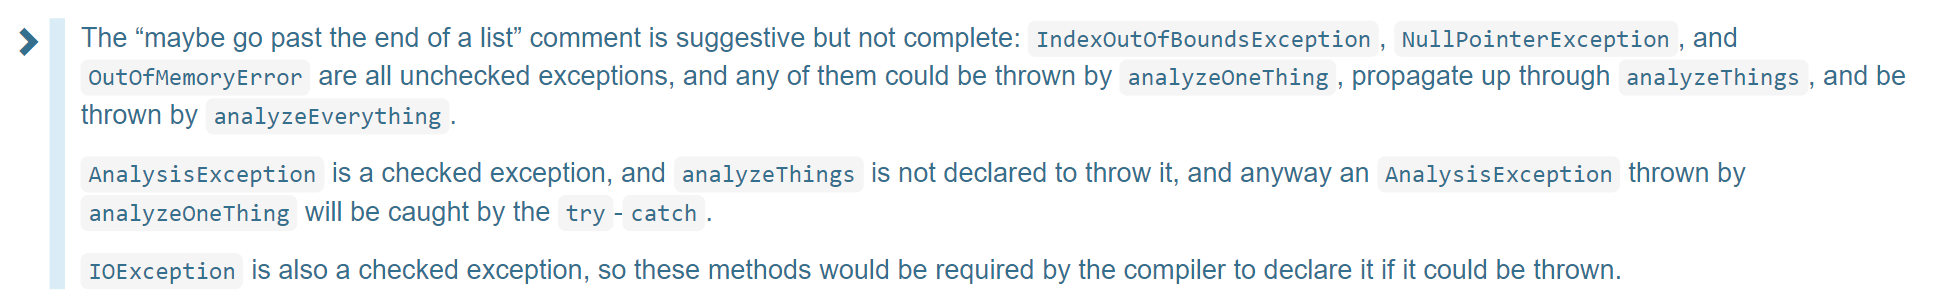 The “maybe go past the end of a list” comment is suggestive but not complete: IndexOutOfBoundsException, NullPointerException, and
OutOfMemoryError are all unchecked exceptions, and any of them could be thrown by analyzeOneThing, propagate up through analyzeThings, and be
thrown by analyzeEverything.
AnalysisException is a checked exception, and analyzeThings is not declared to throw it, and anyway an AnalysisException thrown by
analyzeOneThing will be caught by the try-catch.
IOException is also a checked exception, so these methods would be required by the compiler to declare it if it could be thrown.